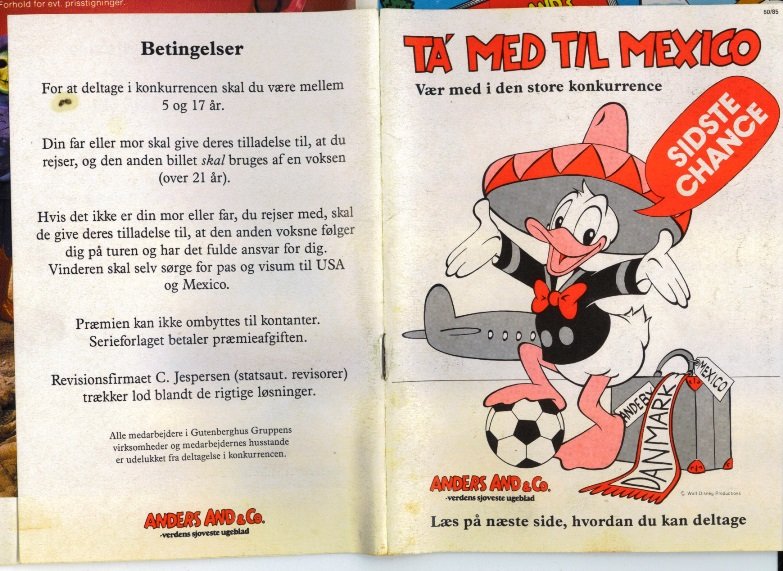 Forhold for evt. prisstigninger.
Betingelser
For at deltage i konkurrencen skal du være mellem
5 og 17 år.
Din far eller mor skal give deres tilladelse til, at du
rejser, og den anden billet skal bruges af en voksen
(over 21 år).
Hvis det ikke er din mor eller far, du rejser med, skal
de give deres tilladelse til, at den anden voksne følger
dig på turen og har det fulde ansvar for dig.
Vinderen skal selv sørge for pas og visum til USA
og Mexico.
Præmien kan ikke ombyttes til kontanter.
Serieforlaget betaler præmieafgiften.
Revisionsfirmaet C. Jespersen (statsaut. revisorer)
trækker lod blandt de rigtige løsninger.
Alle medarbejdere i Gutenberghus Gruppens
virksomheder og medarbejdernes husstande
er udelukket fra deltagelse i konkurrencen.
ANDERS AND & Co.
-verdens sjoveste ugeblad
50/85
TA' MED TIL MEXICO
Vær med i den store konkurrence
SIDSTE
CHANCE
MEXICO
ANDEBY
DANMARK
© Walt Disney Productions
ANDERS AND & Co.
-verdens sjoveste ugeblad
Læs på næste side, hvordan du kan deltage